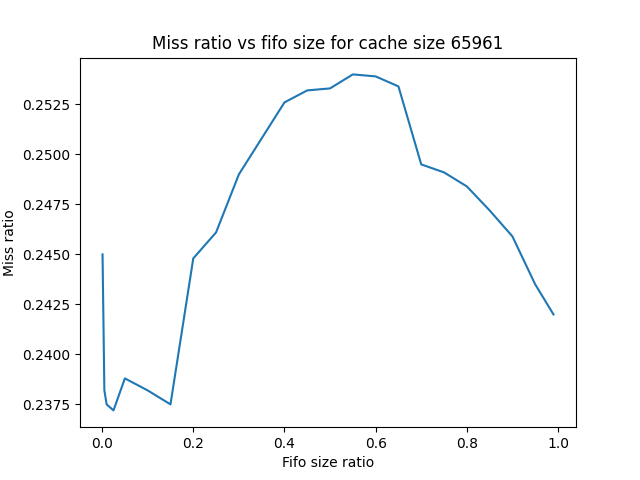 Miss ratio vs fifo size for cache size 65961
Miss ratio
0.2525
0.2500
0.2475
0.2450
0.2425
0.2400
0.2375
0.0 0.2 0.4 0.6 0.8 1.0
Fifo size ratio